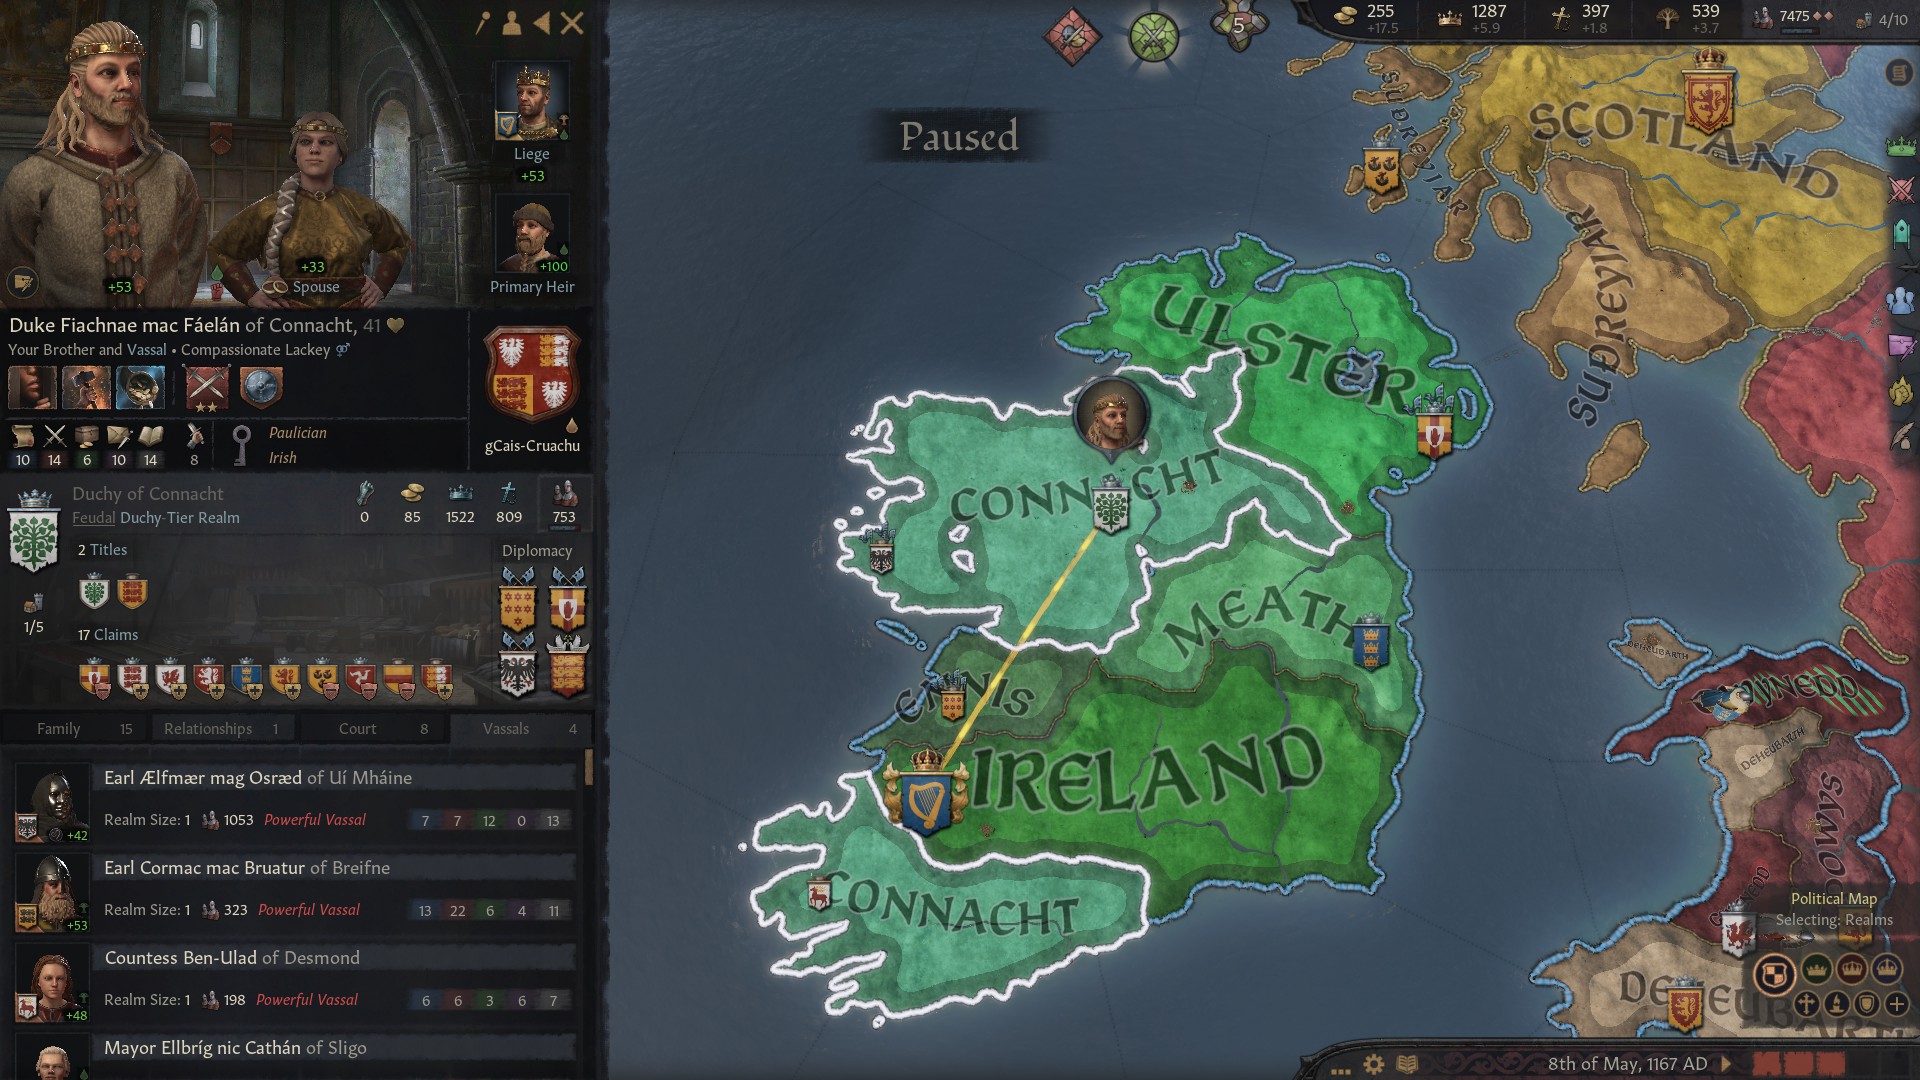 255
+17.5
1287
+5.9
397
+1.8
539
+3.7
7475
4/10
5
Paused
Liege
+53
+100
Primary Heir
+53
+33
Spouse
Duke Fiachnae mac Fáelán of Connacht, 41
Your Brother and Vassal • Compassionate Lackey
10 14 6 10 14 8
Paulician
Irish
gCais-Cruachu
Duchy of Connacht
Feudal Duchy-Tier Realm
0 85 1522 809 753
2 Titles
Diplomacy
1/5
17 Claims
+7
Family 15
Relationships 1
Court 8
Vassals 4
Earl Ælfmær mag Osræd of Uí Mháine
Realm Size: 1 1053 Powerful Vassal 7 7 12 0 13
+42
Earl Cormac mac Bruatur of Breifne
Realm Size: 1 323 Powerful Vassal 13 22 6 4 11
+53
Countess Ben-Ulad of Desmond
Realm Size: 1 198 Powerful Vassal 6 6 3 6 7
+48
Mayor Ellbríg nic Cathán of Sligo
SCOTLAND
SUÐREYJAR
SUÐREYJAR
ULSTER
CONNACHT
MEATH
ENNIS
IRELAND
CONNACHT
DEHEUBARTH
GWYNEDD
DEHEUBARTH
POWYS
GWYNEDD
DEHEUBARTH
Political Map
Selecting: Realms
8th of May, 1167 AD